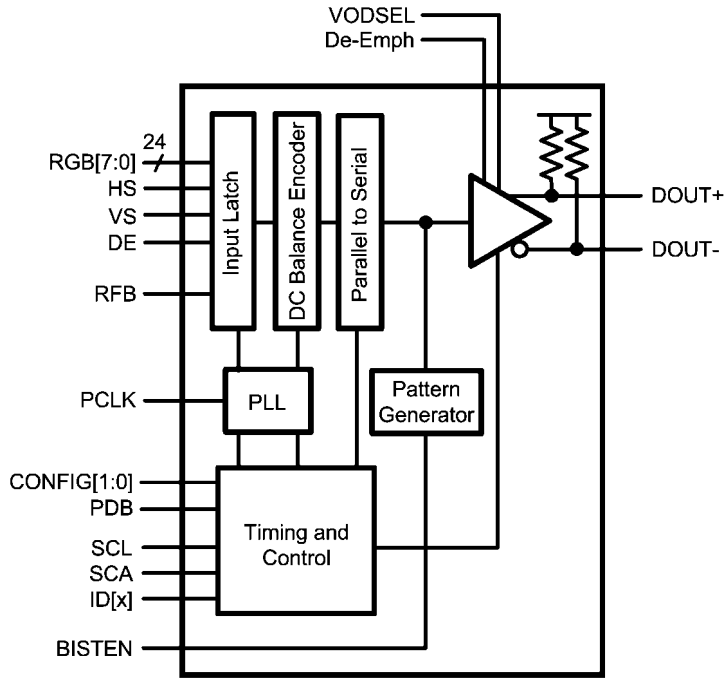 VODSEL
De-Emph
24
RGB[7:0]
HS
VS
DE
RFB
Input Latch
DC Balance Encoder
Parallel to Serial
DOUT+
DOUT-
PCLK
PLL
Pattern
Generator
CONFIG[1:0]
PDB
SCL
SCA
ID[x]
Timing and
Control
BISTEN